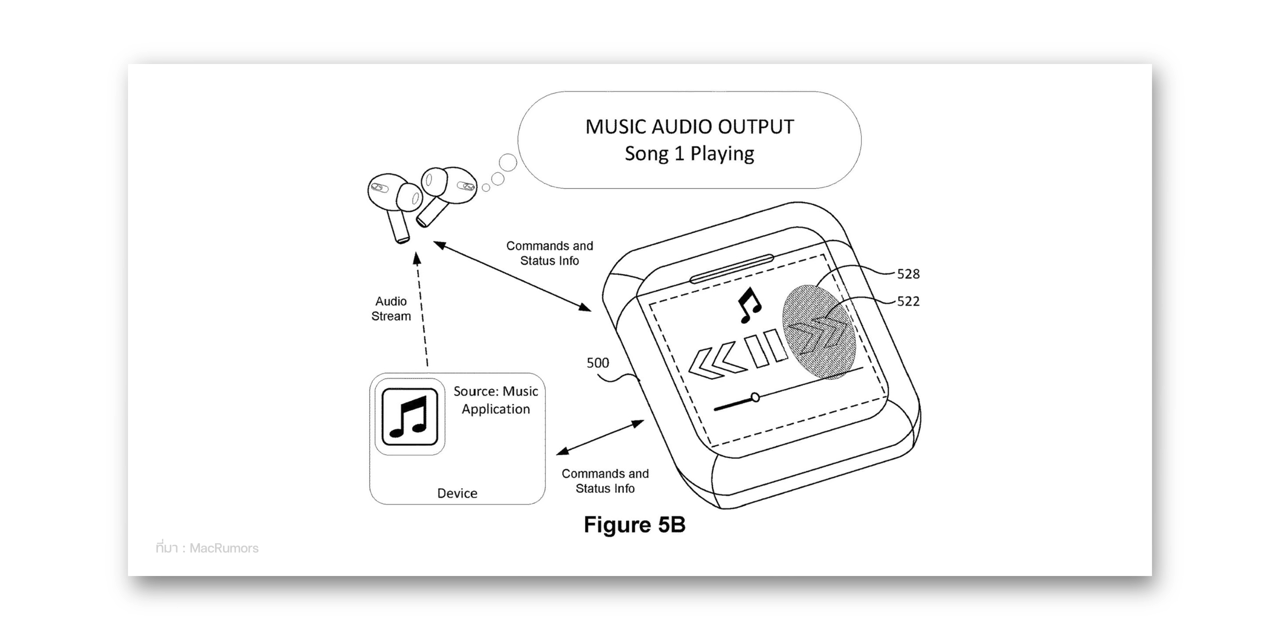 MUSIC AUDIO OUTPUT
Song 1 Playing
Commands and
Status Info
528
522
Audio
Stream
500
Source: Music
Application
Device
Commands and
Status Info
Figure 5B
ที่มา : MacRumors